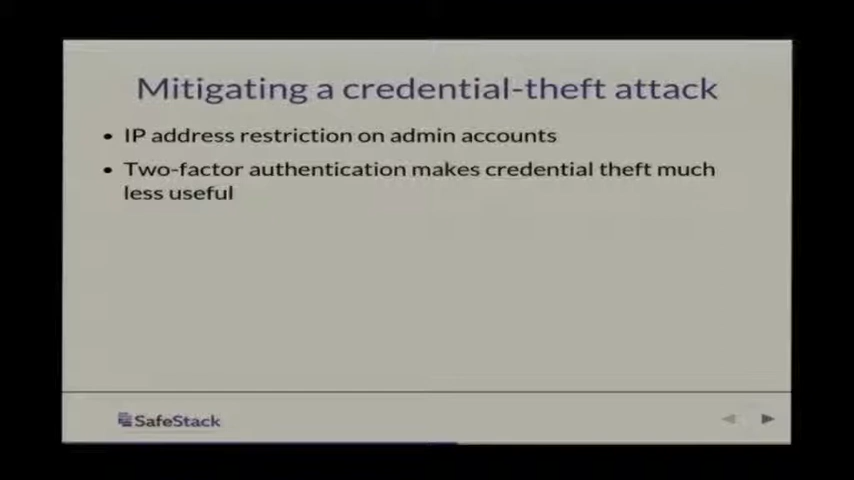 Mitigating a credential-theft attack
• IP address restriction on admin accounts
• Two-factor authentication makes credential theft much
less useful
SafeStack